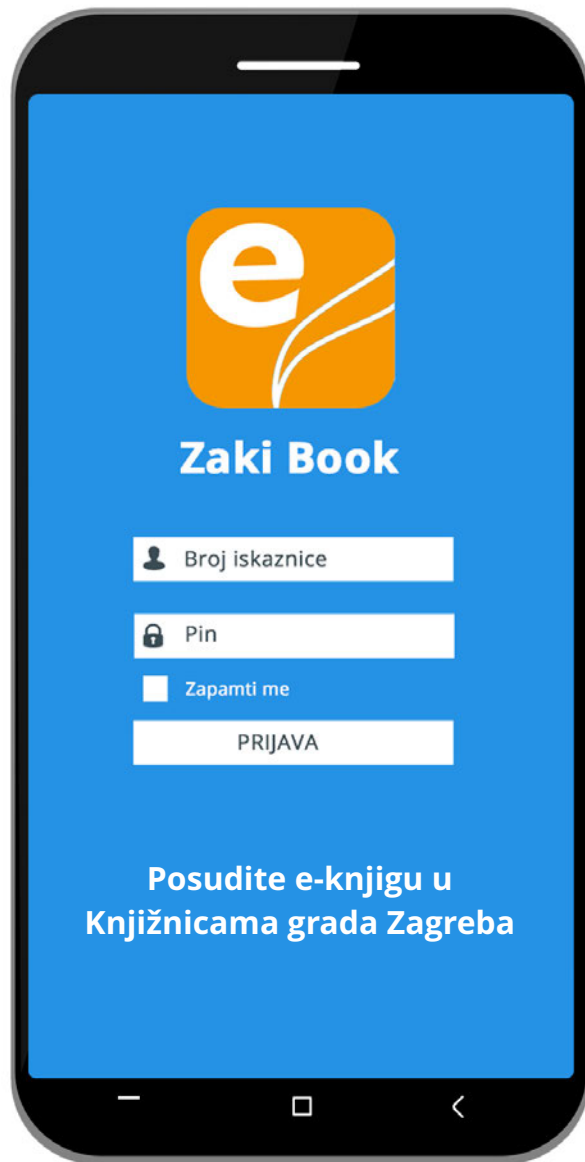 e
Zaki Book
Broj iskaznice
Pin
Zapamti me
PRIJAVA
Posudite e-knjigu u
Knjižnicama grada Zagreba